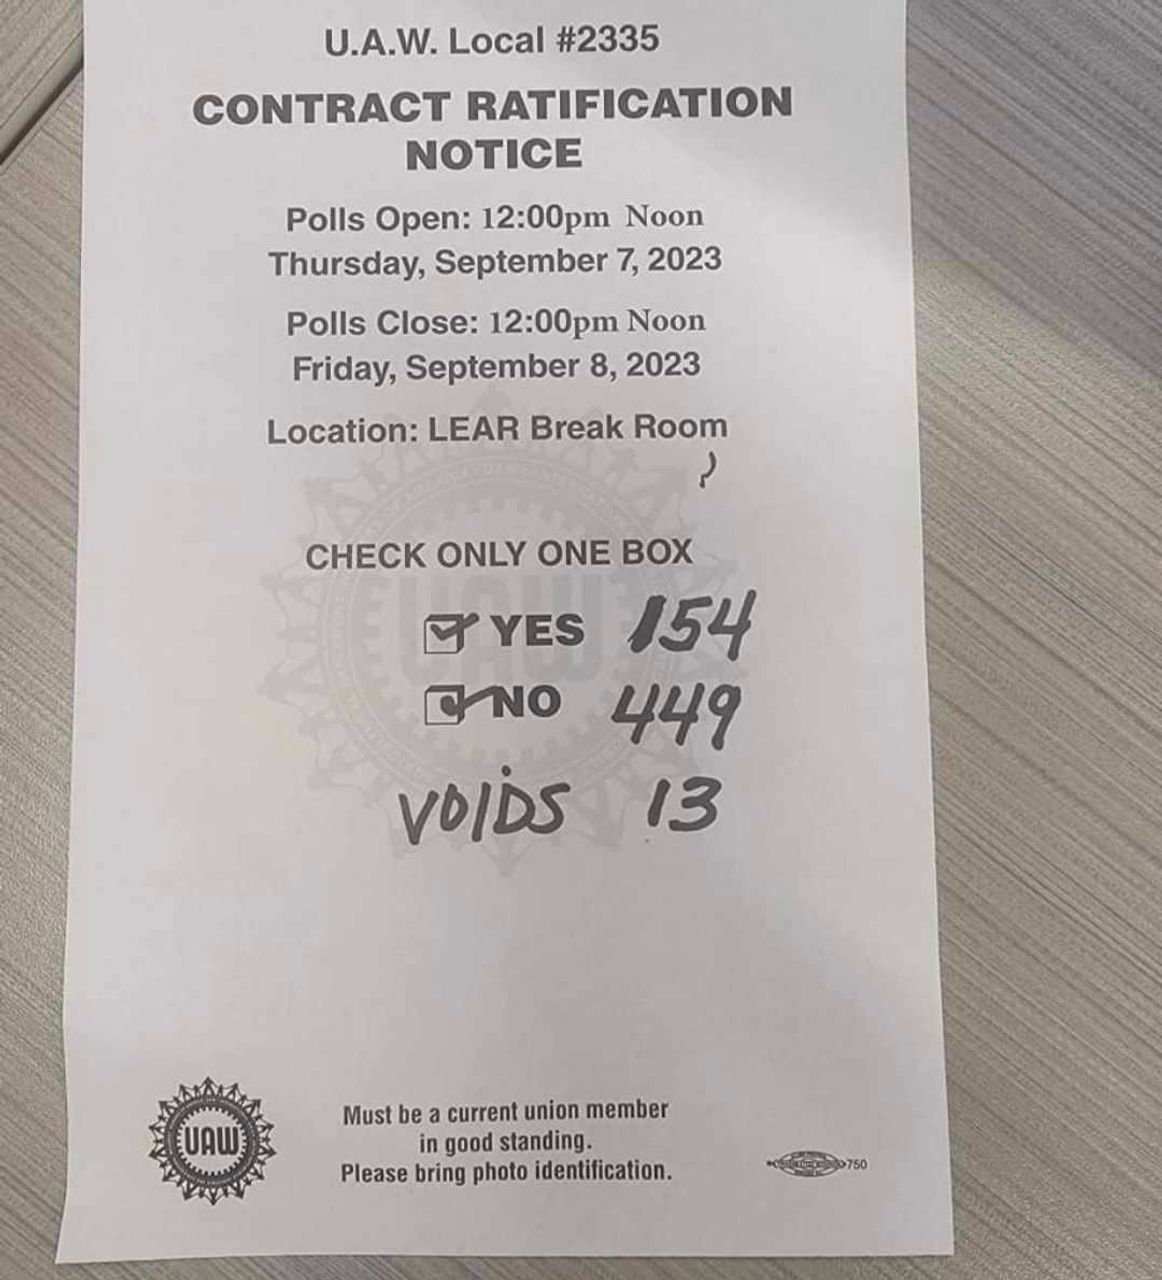 U.A.W. Local #2335
CONTRACT RATIFICATION
NOTICE
Polls Open: 12:00pm Noon
Thursday, September 7, 2023
Polls Close: 12:00pm Noon
Friday, September 8, 2023
Location: LEAR Break Room
CHECK ONLY ONE BOX
YES 154
NO 449
VOIDS 13
UAW
UAW
Must be a current union member
in good standing.
Please bring photo identification.
750